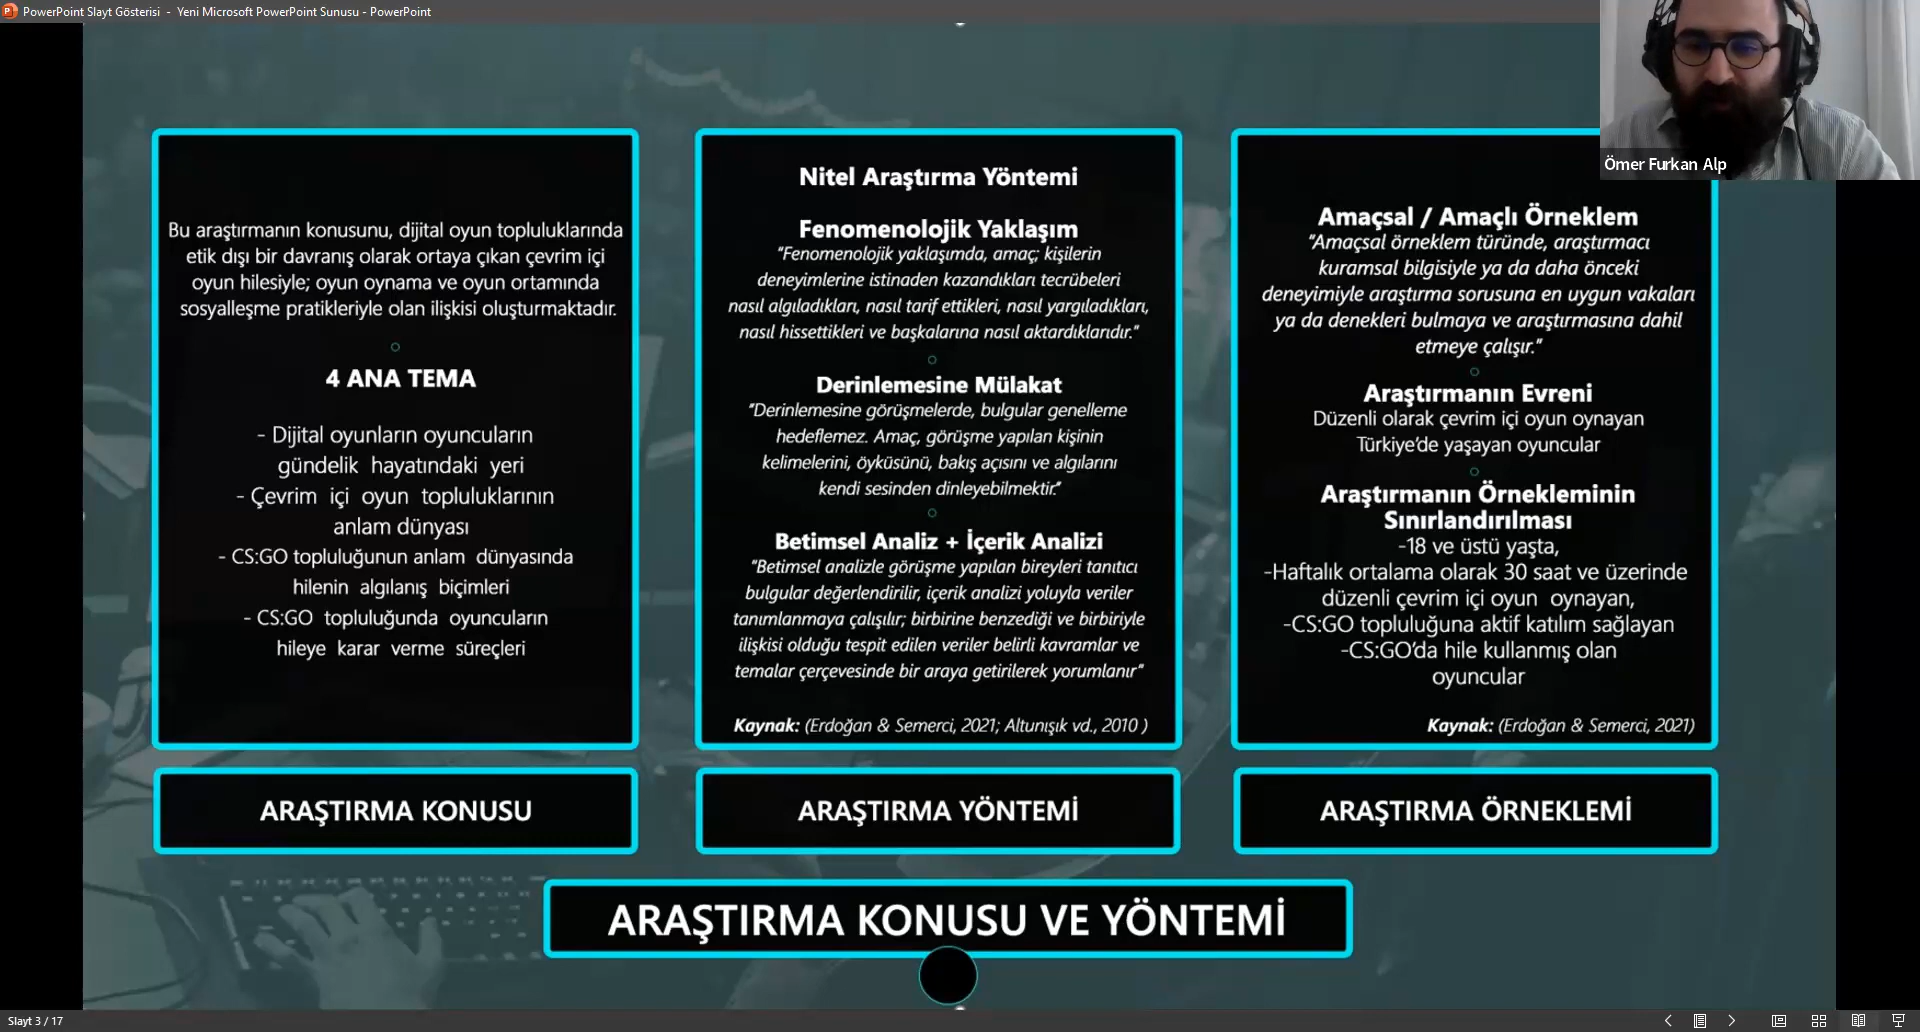 PowerPoint Slayt Gösterisi - Yeni Microsoft PowerPoint Sunusu - PowerPoint
Ömer Furkan Alp
Bu araştırmanın konusunu, dijital oyun topluluklarında
etik dışı bir davranış olarak ortaya çıkan çevrim içi
oyun hilesiyle; oyun oynama ve oyun ortamında
sosyalleşme pratikleriyle olan ilişkisi oluşturmaktadır.
4 ANA TEMA
- Dijital oyunların oyuncuların
gündelik hayatındaki yeri
- Çevrim içi oyun topluluklarının
anlam dünyası
- CS:GO topluluğunun anlam dünyasında
hilenin algılanış biçimleri
- CS:GO topluluğunda oyuncuların
hileye karar verme süreçleri
ARAŞTIRMA KONUSU
Nitel Araştırma Yöntemi
Fenomenolojik Yaklaşım
“Fenomenolojik yaklaşımda, amaç; kişilerin
deneyimlerine istinaden kazandıkları tecrübeleri
nasıl algıladıkları, nasıl tarif ettikleri, nasıl yargıladıkları,
nasıl hissettikleri ve başkalarına nasıl aktardıklarıdır.”
Derinlemesine Mülakat
“Derinlemesine görüşmelerde, bulgular genelleme
hedeflemez. Amaç, görüşme yapılan kişinin
kelimelerini, öyküsünü, bakış açısını ve algılarını
kendi sesinden dinleyebilmektir.”
Betimsel Analiz + İçerik Analizi
“Betimsel analizle görüşme yapılan bireyleri tanıtıcı
bulgular değerlendirilir, içerik analizi yoluyla veriler
tanımlanmaya çalışılır; birbirine benzediği ve birbiriyle
ilişkisi olduğu tespit edilen veriler belirli kavramlar ve
temalar çerçevesinde bir araya getirilerek yorumlanır”
Kaynak: (Erdoğan & Semerci, 2021; Altunışık vd., 2010 )
ARAŞTIRMA YÖNTEMİ
Amaçsal / Amaçlı Örneklem
“Amaçsal örneklem türünde, araştırmacı
kuramsal bilgisiyle ya da daha önceki
deneyimiyle araştırma sorusuna en uygun vakaları
ya da denekleri bulmaya ve araştırmasına dahil
etmeye çalışır.”
Araştırmanın Evreni
Düzenli olarak çevrim içi oyun oynayan
Türkiye’de yaşayan oyuncular
Araştırmanın Örnekleminin
Sınırlandırılması
-18 ve üstü yaşta,
-Haftalık ortalama olarak 30 saat ve üzerinde
düzenli çevrim içi oyun oynayan,
-CS:GO topluluğuna aktif katılım sağlayan
-CS:GO’da hile kullanmış olan
oyuncular
Kaynak: (Erdoğan & Semerci, 2021)
ARAŞTIRMA ÖRNEKLEMİ
ARAŞTIRMA KONUSU VE YÖNTEMİ
Slayt 3 / 17